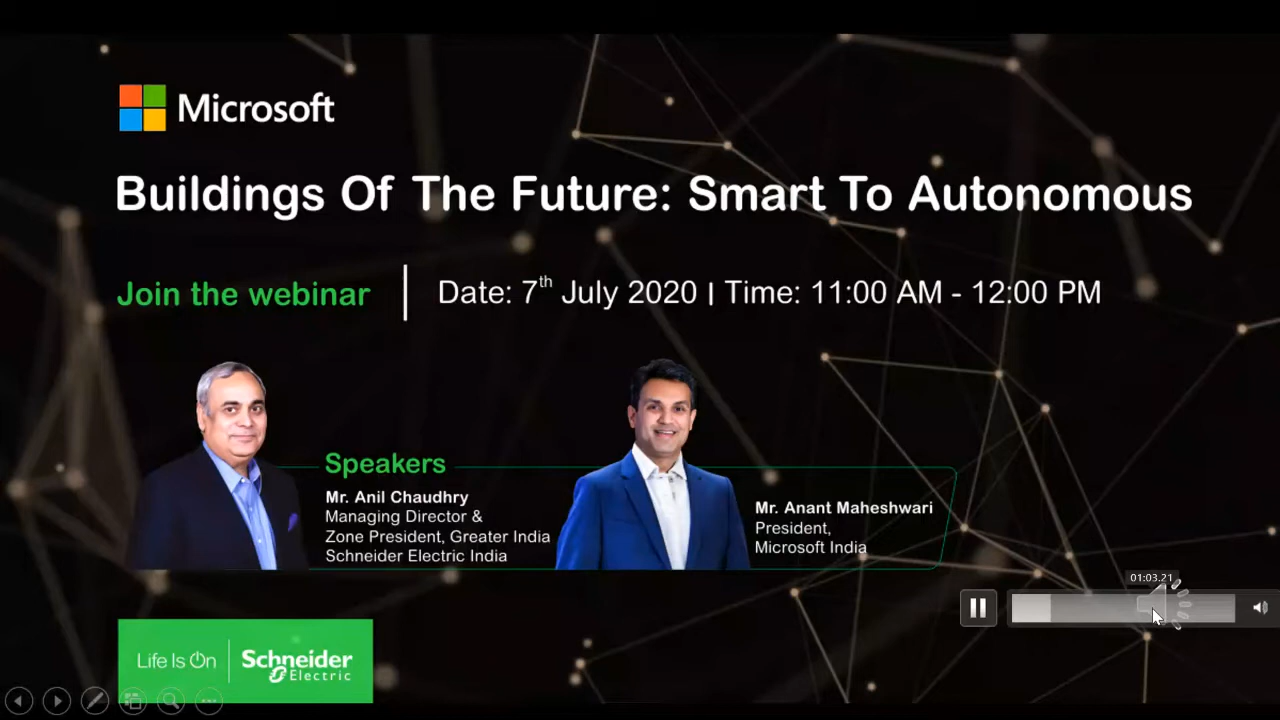 Microsoft
Buildings Of The Future: Smart To Autonomous
Join the webinar
Date: 7th July 2020 | Time: 11:00 AM - 12:00 PM
Speakers
Mr. Anil Chaudhry
Managing Director &
Zone President, Greater India
Schneider Electric India
Mr. Anant Maheshwari
President,
Microsoft India
01:03.21
Life Is On
Schneider
Electric